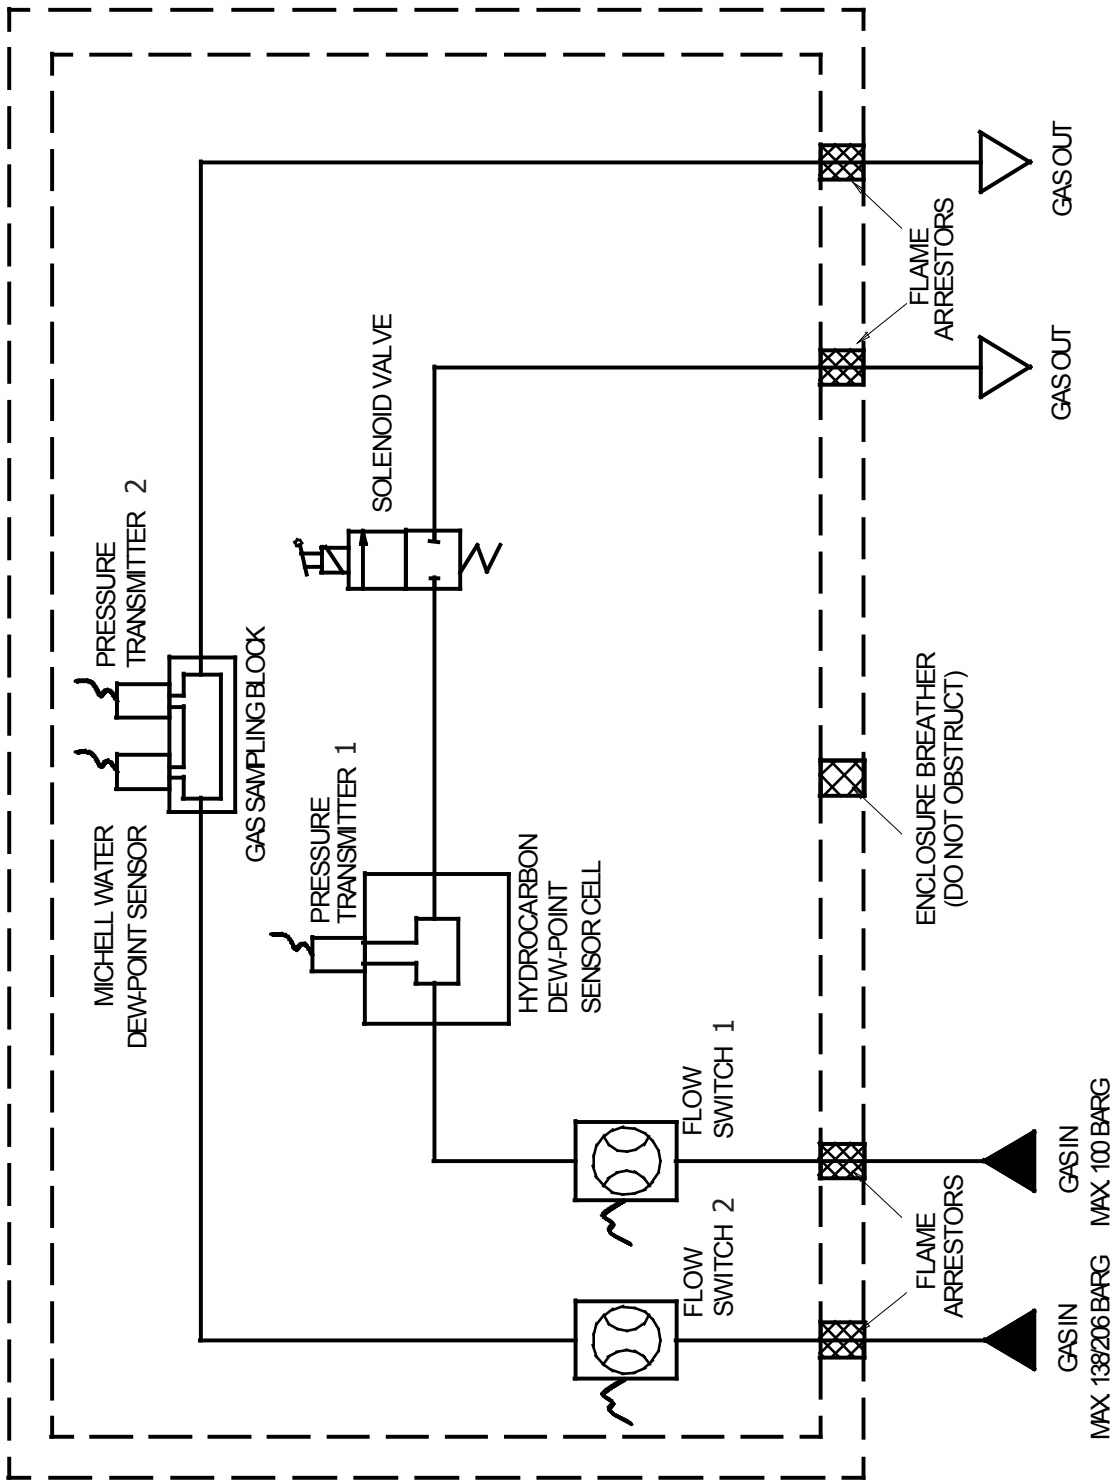 MICHELL WATER
DEW-POINT SENSOR
PRESSURE
TRANSMITTER 2
GAS SAMPLING BLOCK
PRESSURE
TRANSMITTER 1
SOLENOID VALVE
HYDROCARBON
DEW-POINT
SENSOR CELL
FLOW
SWITCH 2
FLOW
SWITCH 1
FLAME
ARRESTORS
ENCLOSURE BREATHER
(DO NOT OBSTRUCT)
FLAME
ARRESTORS
GAS IN
MAX. 138/206 BARG
GAS IN
MAX. 100 BARG
GAS OUT
GAS OUT